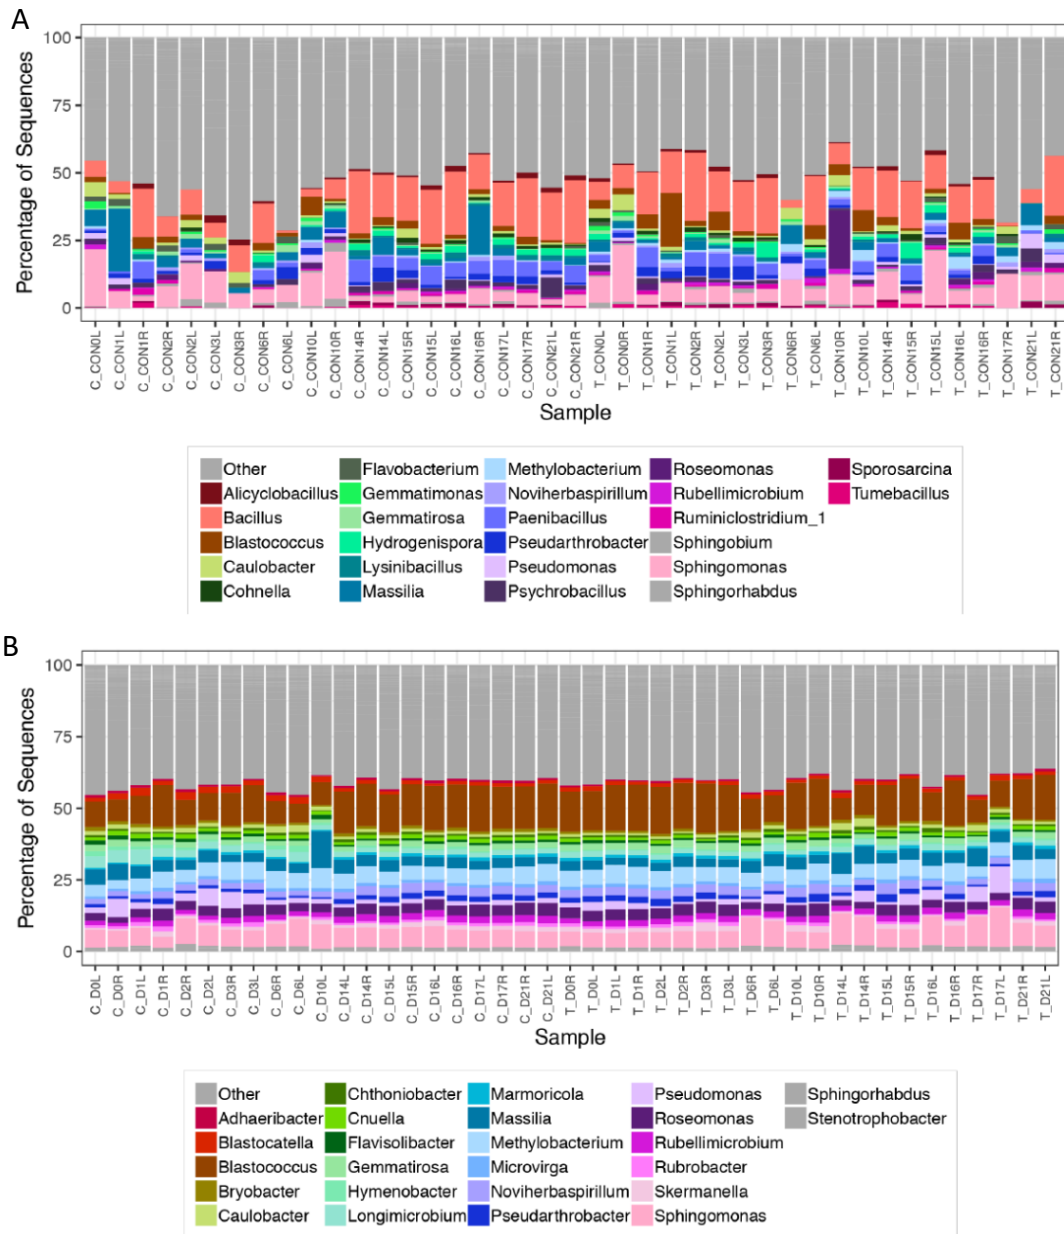 A
Percentage of Sequences
100
75
50
25
0
C_CON0L C_CON1L C_CON1R C_CON2R C_CON2L C_CON3L C_CON3R C_CON6R C_CON6L C_CON10L C_CON10R C_CON14R C_CON14L C_CON15R C_CON15L C_CON16L C_CON16R C_CON17L C_CON17R C_CON21L C_CON21R T_CON0L T_CON0R T_CON1R T_CON1L T_CON2R T_CON2L T_CON3L T_CON3R T_CON6R T_CON6L T_CON10R T_CON10L T_CON14R T_CON15R T_CON15L T_CON16L T_CON16R T_CON17R T_CON21L T_CON21R
Sample
Other Flavobacterium Methylobacterium Roseomonas Sporosarcina
Alicyclobacillus Gemmatimonas Noviherbaspirillum Rubellimicrobium Tumebacillus
Bacillus Gemmatirosa Paenibacillus Ruminiclostridium_1
Blastococcus Hydrogenispora Pseudarthrobacter Sphingobium
Caulobacter Lysinibacillus Pseudomonas Sphingomonas
Cohnella Massilia Psychrobacillus Sphingorhabdus
B
Percentage of Sequences
100
75
50
25
0
C_D0L C_D0R C_D1L C_D1R C_D2R C_D2L C_D3R C_D3L C_D6R C_D6L C_D10L C_D14L C_D14R C_D15L C_D15R C_D16L C_D16R C_D17L C_D17R C_D21R C_D21L T_D0R T_D0L T_D1L T_D1R T_D2L T_D2R T_D3R T_D3L T_D6R T_D6L T_D10L T_D10R T_D14L T_D14R T_D15L T_D15R T_D16L T_D16R T_D17R T_D17L T_D21R T_D21L
Sample
Other Chthoniobacter Marmoricola Pseudomonas Sphingorhabdus
Adhaeribacter Cnuella Massilia Roseomonas Stenotrophobacter
Blastocatella Flavisolibacter Methylobacterium Rubellimicrobium
Blastococcus Gemmatirosa Microvirga Rubrobacter
Bryobacter Hymenobacter Noviherbaspirillum Skermanella
Caulobacter Longimicrobium Pseudarthrobacter Sphingomonas